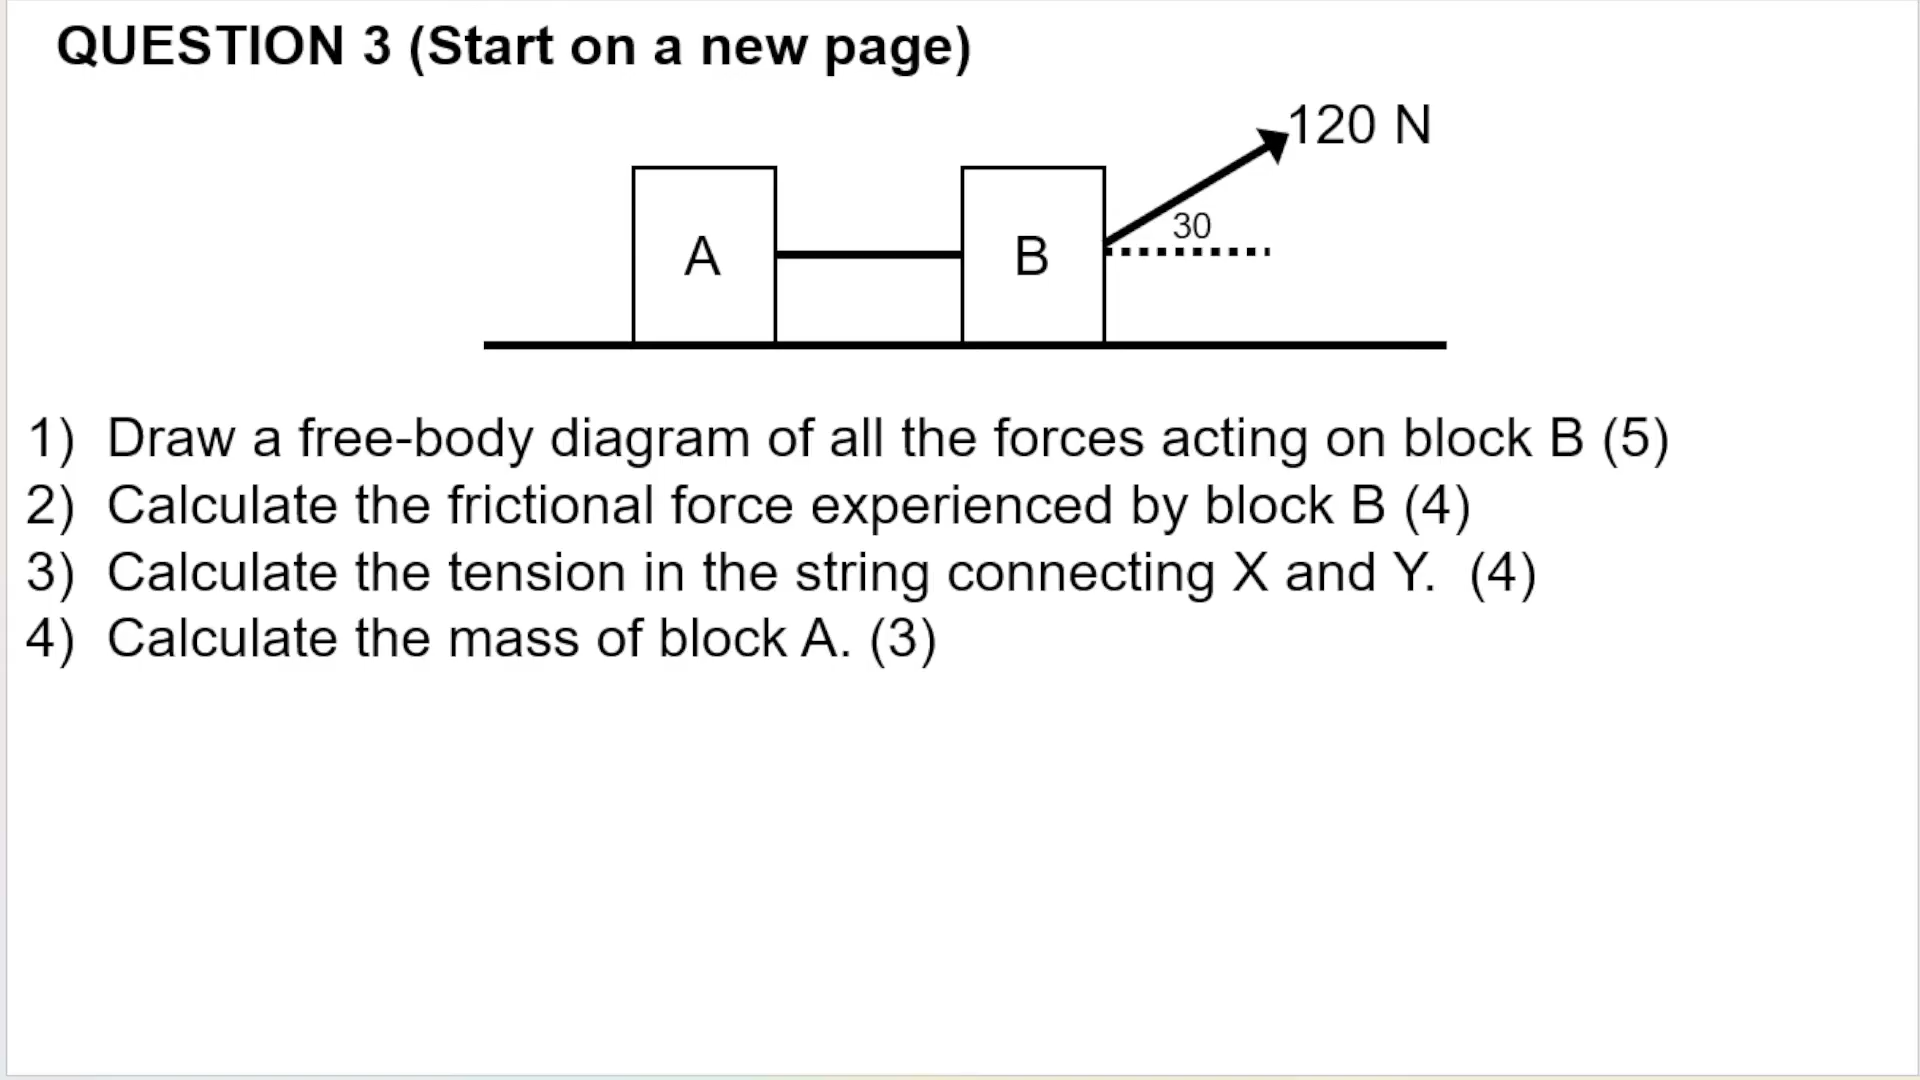 QUESTION 3 (Start on a new page)
120 N
30
A
B
1) Draw a free-body diagram of all the forces acting on block B (5)
2) Calculate the frictional force experienced by block B (4)
3) Calculate the tension in the string connecting X and Y. (4)
4) Calculate the mass of block A. (3)